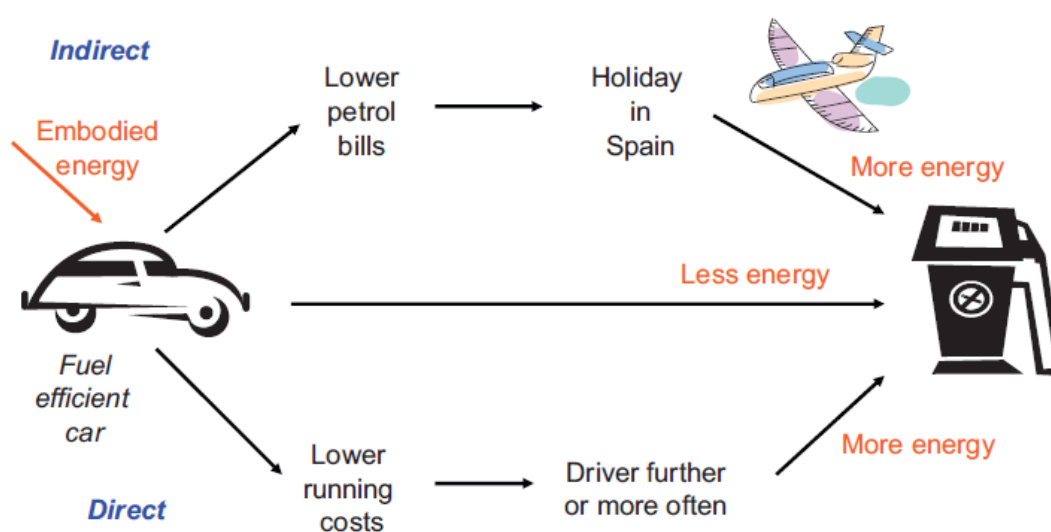 Indirect
Embodied
energy
Lower
petrol
bills
Holiday
in
Spain
More energy
Less energy
Fuel
efficient
car
Direct
Lower
running
costs
Driver further
or more often
More energy